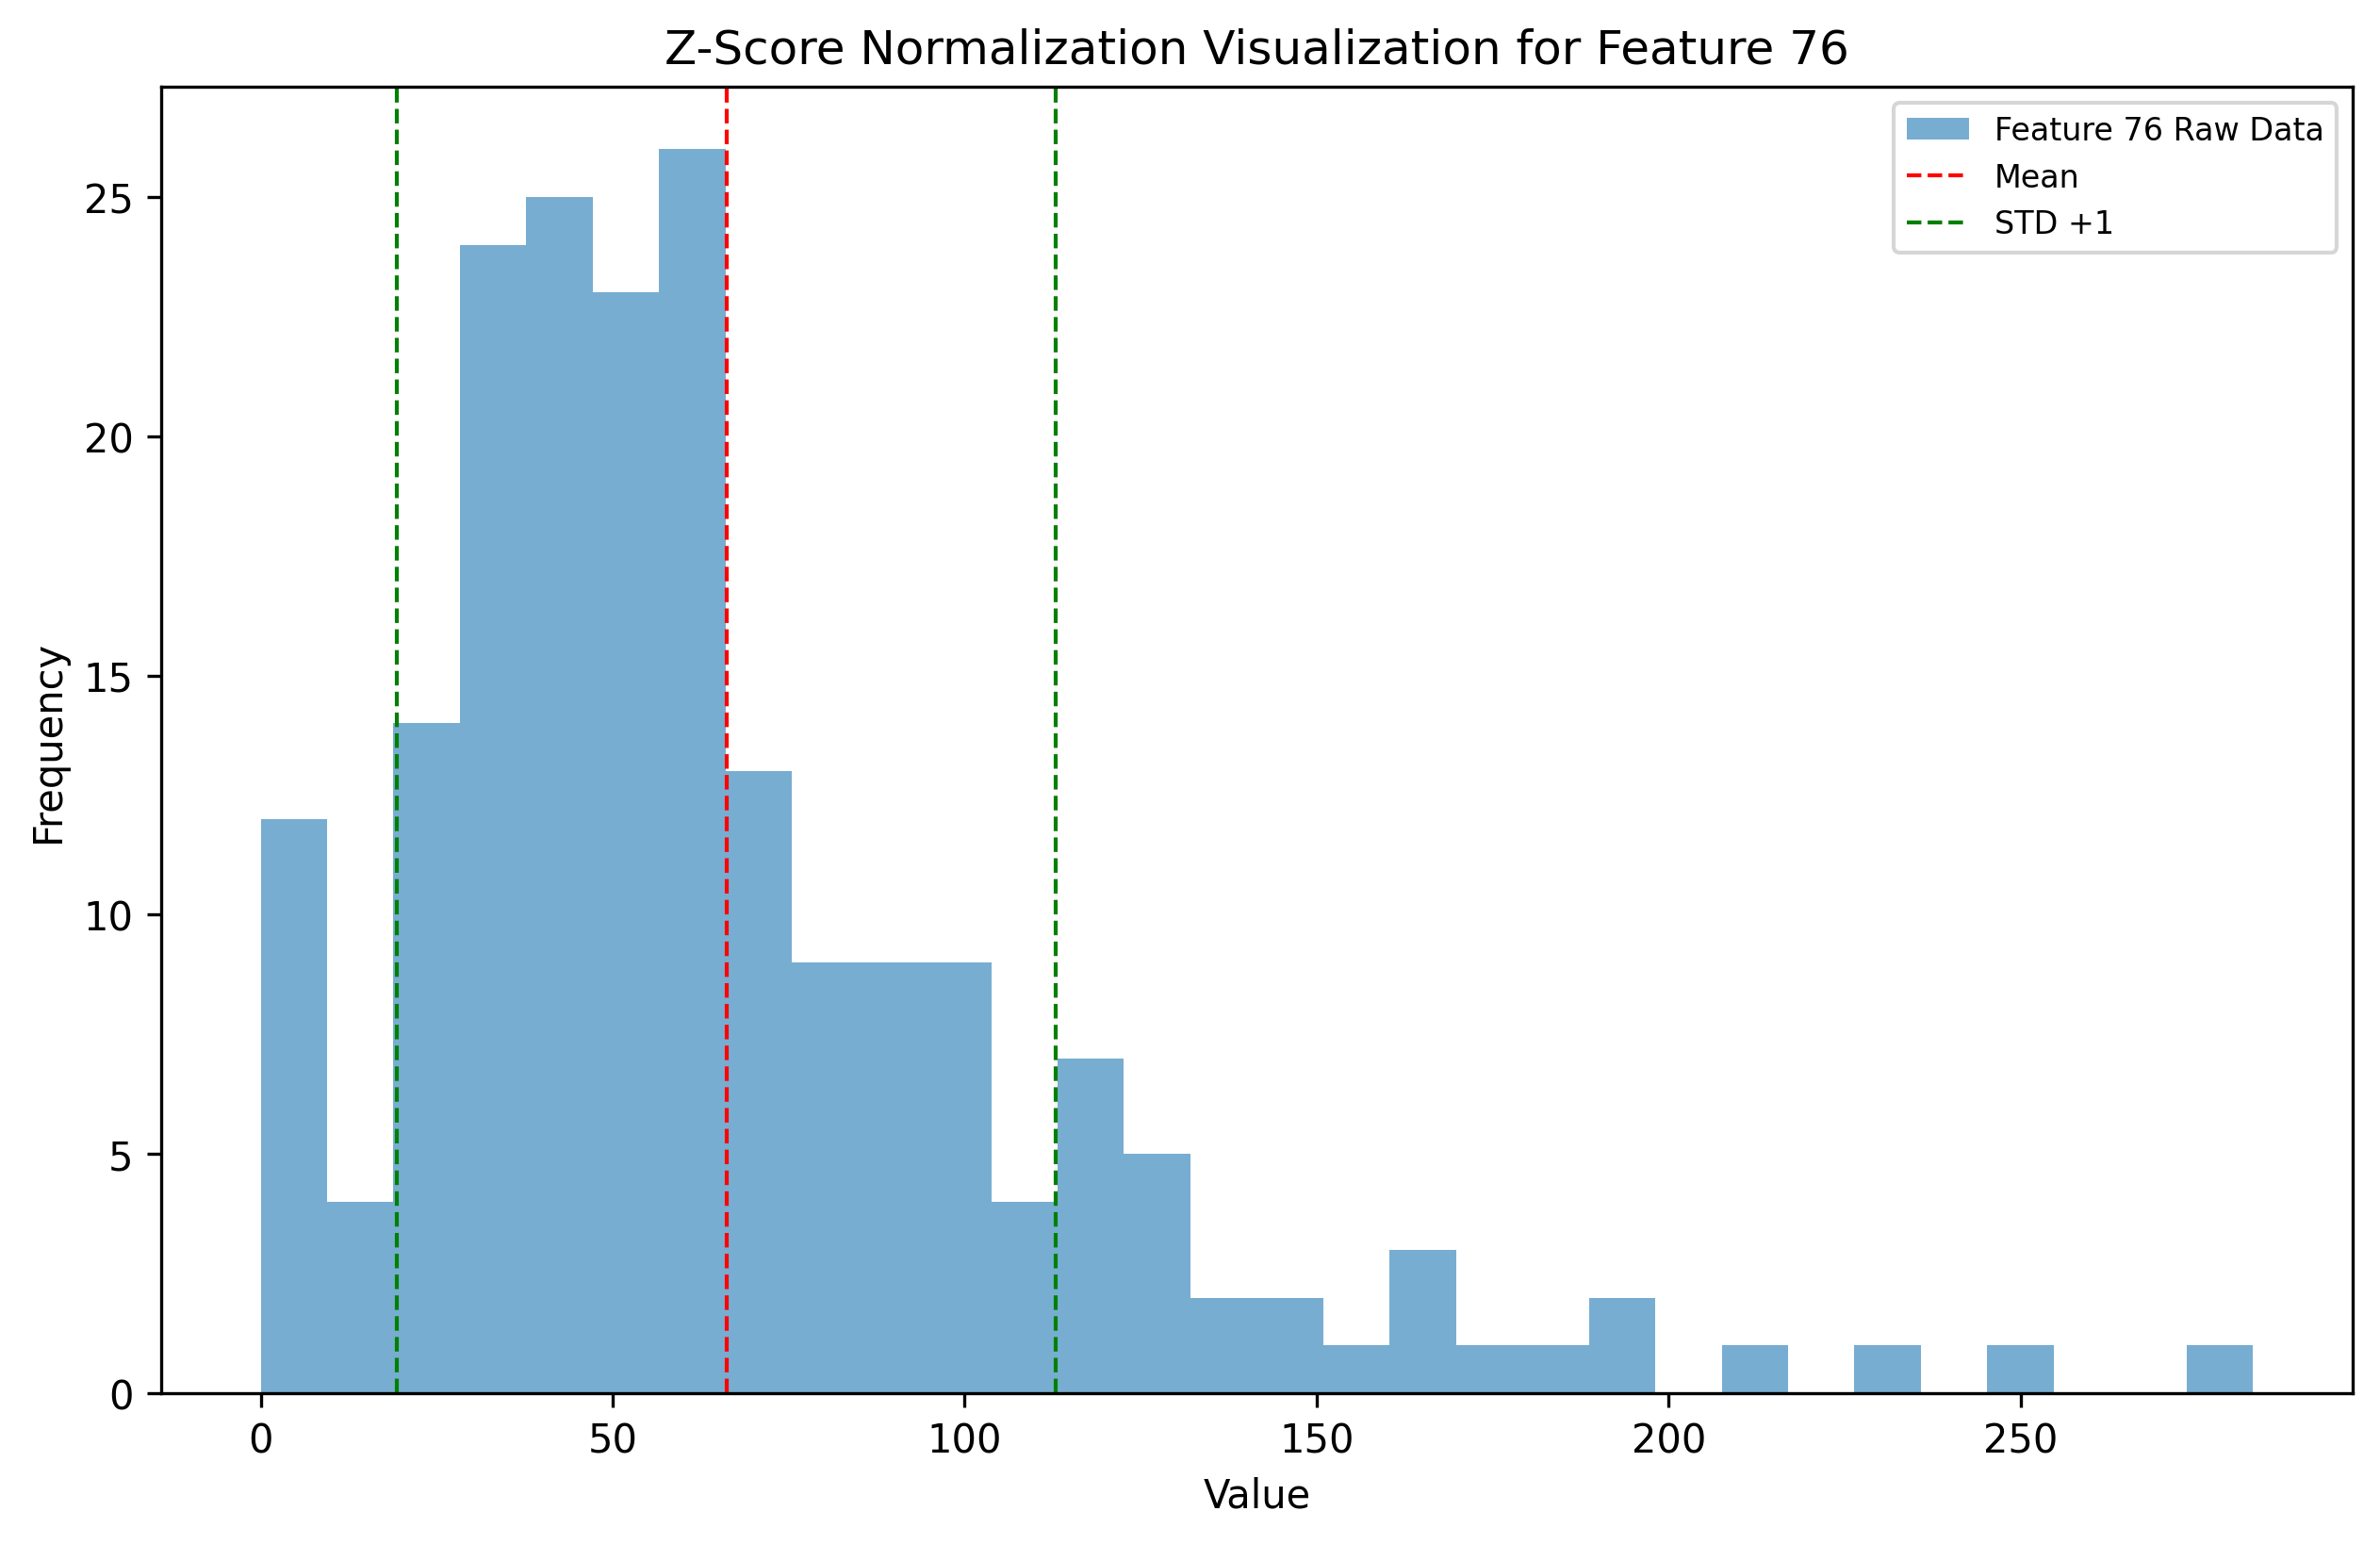 Z-Score Normalization Visualization for Feature 76
Feature 76 Raw Data
Mean
STD +1
Frequency
25
20
15
10
5
0
0 50 100 150 200 250
Value